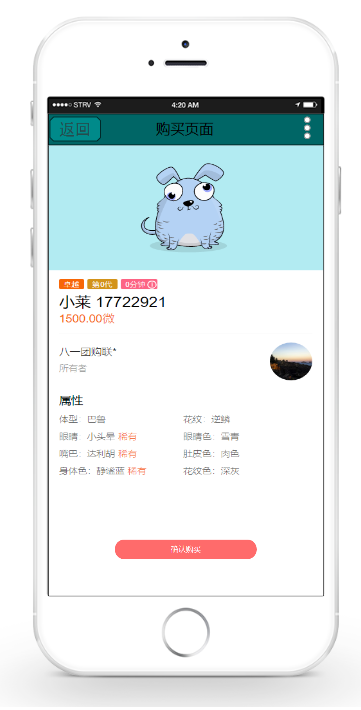 STRV 4:20 AM
返回 购买页面
卓越 第0代 0分钟
小莱 17722921
1500.00微
八一团购联*
所有者
属性
体型：巴鲁 花纹：逆鳞
眼睛：小头晕 稀有 眼睛色：雪青
嘴巴：达利胡 稀有 肚皮色：肉色
身体色：静谧蓝 稀有 花纹色：深灰
确认购买